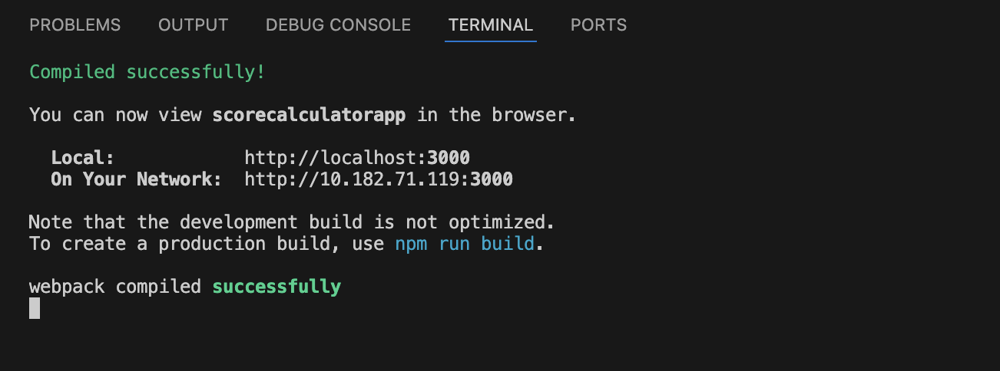 PROBLEMS OUTPUT DEBUG CONSOLE TERMINAL PORTS
Compiled successfully!
You can now view scorecalculatorapp in the browser.
Local: http://localhost:3000
On Your Network: http://10.182.71.119:3000
Note that the development build is not optimized.
To create a production build, use npm run build.
webpack compiled successfully